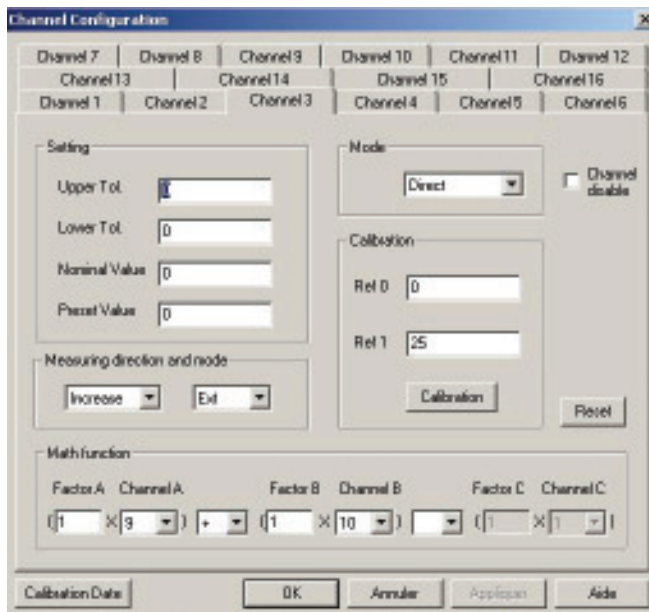 Channel Configuration
Channel 7 Channel 8 Channel 9 Channel 10 Channel 11 Channel 12
Channel 13 Channel 14 Channel 15 Channel 16
Channel 1 Channel 2 Channel 3 Channel 4 Channel 5 Channel 6
Setting
Upper Tol. 0
Lower Tol. 0
Nominal Value 0
Preset Value 0
Mode
Direct
Channel disable
Calibration
Ref 0 0
Ref 1 25
Calibration
Measuring direction and mode
Increase Ext
Reset
Math function
Factor A Channel A Factor B Channel B Factor C Channel C
(1 X 9 ) + (1 X 10 ) (1 X 1 )
Calibration Date OK Annuler Appliquer Aide